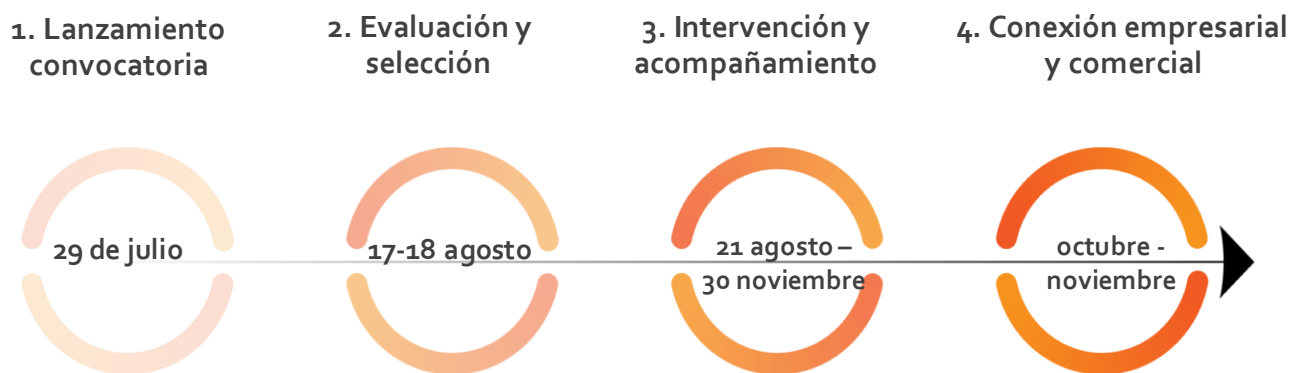 1. Lanzamiento
convocatoria
2. Evaluación y
selección
3. Intervención y
acompañamiento
4. Conexión empresarial
y comercial
29 de julio
17-18 agosto
21 agosto –
30 noviembre
octubre -
noviembre